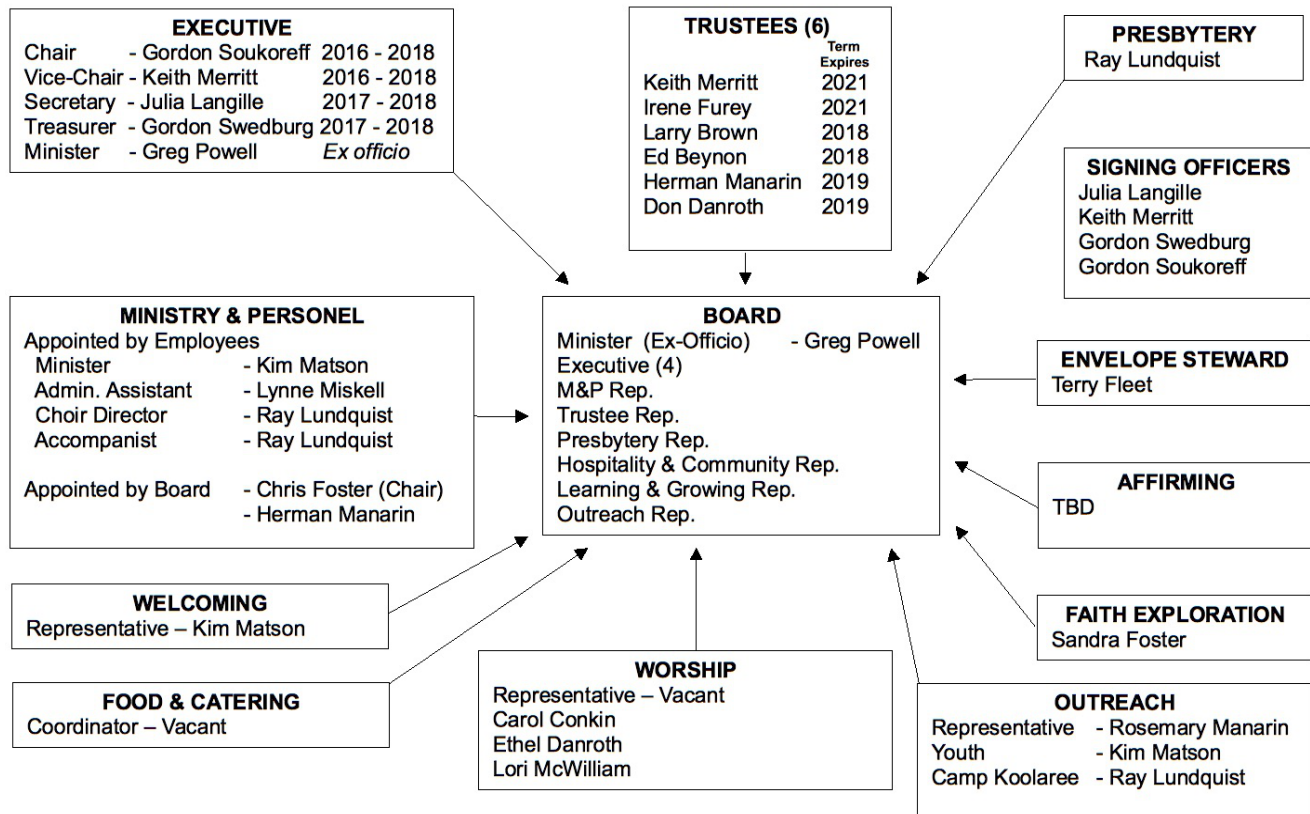 EXECUTIVE
Chair - Gordon Soukoreff 2016 - 2018
Vice-Chair - Keith Merritt 2016 - 2018
Secretary - Julia Langille 2017 - 2018
Treasurer - Gordon Swedburg 2017 - 2018
Minister - Greg Powell Ex officio
TRUSTEES (6)
Term
Expires
Keith Merritt 2021
Irene Furey 2021
Larry Brown 2018
Ed Beynon 2018
Herman Manarin 2019
Don Danroth 2019
PRESBYTERY
Ray Lundquist
SIGNING OFFICERS
Julia Langille
Keith Merritt
Gordon Swedburg
Gordon Soukoreff
MINISTRY & PERSONEL
Appointed by Employees
Minister - Kim Matson
Admin. Assistant - Lynne Miskell
Choir Director - Ray Lundquist
Accompanist - Ray Lundquist
Appointed by Board - Chris Foster (Chair)
- Herman Manarin
BOARD
Minister (Ex-Officio) - Greg Powell
Executive (4)
M&P Rep.
Trustee Rep.
Presbytery Rep.
Hospitality & Community Rep.
Learning & Growing Rep.
Outreach Rep.
ENVELOPE STEWARD
Terry Fleet
AFFIRMING
TBD
WELCOMING
Representative – Kim Matson
FAITH EXPLORATION
Sandra Foster
FOOD & CATERING
Coordinator – Vacant
WORSHIP
Representative – Vacant
Carol Conkin
Ethel Danroth
Lori McWilliam
OUTREACH
Representative - Rosemary Manarin
Youth - Kim Matson
Camp Koolaree - Ray Lundquist